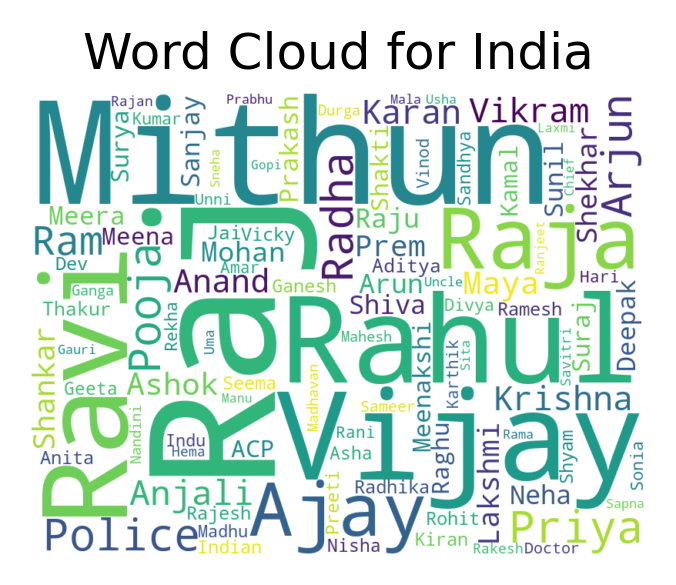 Word Cloud for India
Rajan
Prabhu
Mala
Usha
Kumar
Durga
Karan
Vikram
Laxmi
Mithun
Surya
Sanjay
Sneha
Gopi
Prakash
Shakti
Vinod
Sandhya
Kamal
Sunil
Chief
Shekhar
Arjun
Unni
Meera
Raj
Radha
Raju
Raja
Ranjeet
Ram
Meena
Pooja
Jai
Vicky
Mohan
Prem
Dev
Amar
Aditya
Hari
Anand
Ganesh
Arun
Uncle
Maya
Ganga
Ravi
Thakur
Shiva
Divya
Ramesh
Suraj
Deepak
Rekha
Uma
Mahesh
Rahul
Gauri
Shankar
Geeta
Ashok
Seema
Manu
Madhavan
Sameer
Meenakshi
Karthik
Sita
Savitri
Krishna
Nandini
Vijay
Indu
Hema
ACP
Rani
Asha
Raghu
Lakshmi
Rama
Shyam
Sonia
Anita
Anjali
Ajay
Preeti
Radhika
Neha
Rajesh
Rohit
Priya
Sapna
Police
Madhu
Indian
Nisha
Kiran
Rakesh
Doctor